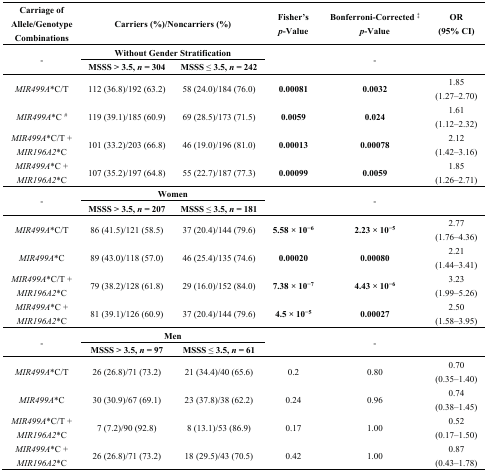 Carriage of Allele/Genotype Combinations | Carriers (%)/Noncarriers (%) | Fisher's p-Value | Bonferroni-Corrected ‡ p-Value | OR (95% CI)
- | Without Gender Stratification | -
MSSS > 3.5, n = 304 | MSSS ≤ 3.5, n = 242
MIR499A*C/T | 112 (36.8)/192 (63.2) | 58 (24.0)/184 (76.0) | 0.00081 | 0.0032 | 1.85 (1.27–2.70)
MIR499A*C # | 119 (39.1)/185 (60.9) | 69 (28.5)/173 (71.5) | 0.0059 | 0.024 | 1.61 (1.12–2.32)
MIR499A*C/T + MIR196A2*C | 101 (33.2)/203 (66.8) | 46 (19.0)/196 (81.0) | 0.00013 | 0.00078 | 2.12 (1.42–3.16)
MIR499A*C + MIR196A2*C | 107 (35.2)/197 (64.8) | 55 (22.7)/187 (77.3) | 0.00099 | 0.0059 | 1.85 (1.26–2.71)
- | Women | -
MSSS > 3.5, n = 207 | MSSS ≤ 3.5, n = 181
MIR499A*C/T | 86 (41.5)/121 (58.5) | 37 (20.4)/144 (79.6) | 5.58 × 10⁻⁶ | 2.23 × 10⁻⁵ | 2.77 (1.76–4.36)
MIR499A*C | 89 (43.0)/118 (57.0) | 46 (25.4)/135 (74.6) | 0.00020 | 0.00080 | 2.21 (1.44–3.41)
MIR499A*C/T + MIR196A2*C | 79 (38.2)/128 (61.8) | 29 (16.0)/152 (84.0) | 7.38 × 10⁻⁷ | 4.43 × 10⁻⁶ | 3.23 (1.99–5.26)
MIR499A*C + MIR196A2*C | 81 (39.1)/126 (60.9) | 37 (20.4)/144 (79.6) | 4.5 × 10⁻⁵ | 0.00027 | 2.50 (1.58–3.95)
- | Men | -
MSSS > 3.5, n = 97 | MSSS ≤ 3.5, n = 61
MIR499A*C/T | 26 (26.8)/71 (73.2) | 21 (34.4)/40 (65.6) | 0.2 | 0.80 | 0.70 (0.35–1.40)
MIR499A*C | 30 (30.9)/67 (69.1) | 23 (37.8)/38 (62.2) | 0.24 | 0.96 | 0.74 (0.38–1.45)
MIR499A*C/T + MIR196A2*C | 7 (7.2)/90 (92.8) | 8 (13.1)/53 (86.9) | 0.17 | 1.00 | 0.52 (0.17–1.50)
MIR499A*C + MIR196A2*C | 26 (26.8)/71 (73.2) | 18 (29.5)/43 (70.5) | 0.42 | 1.00 | 0.87 (0.43–1.78)